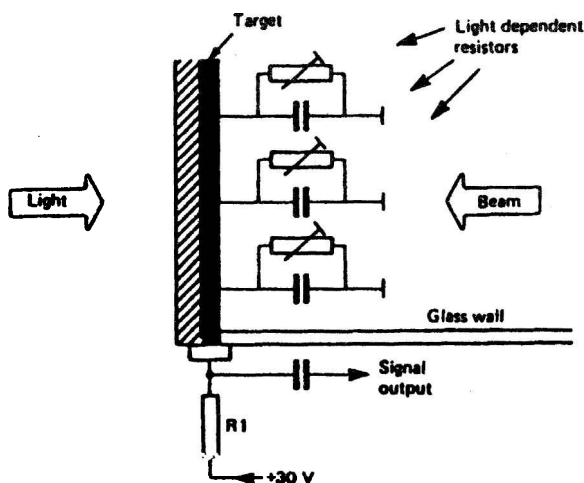 Target
Light dependent
resistors
Light
Beam
Glass wall
Signal
output
R1
+30 V